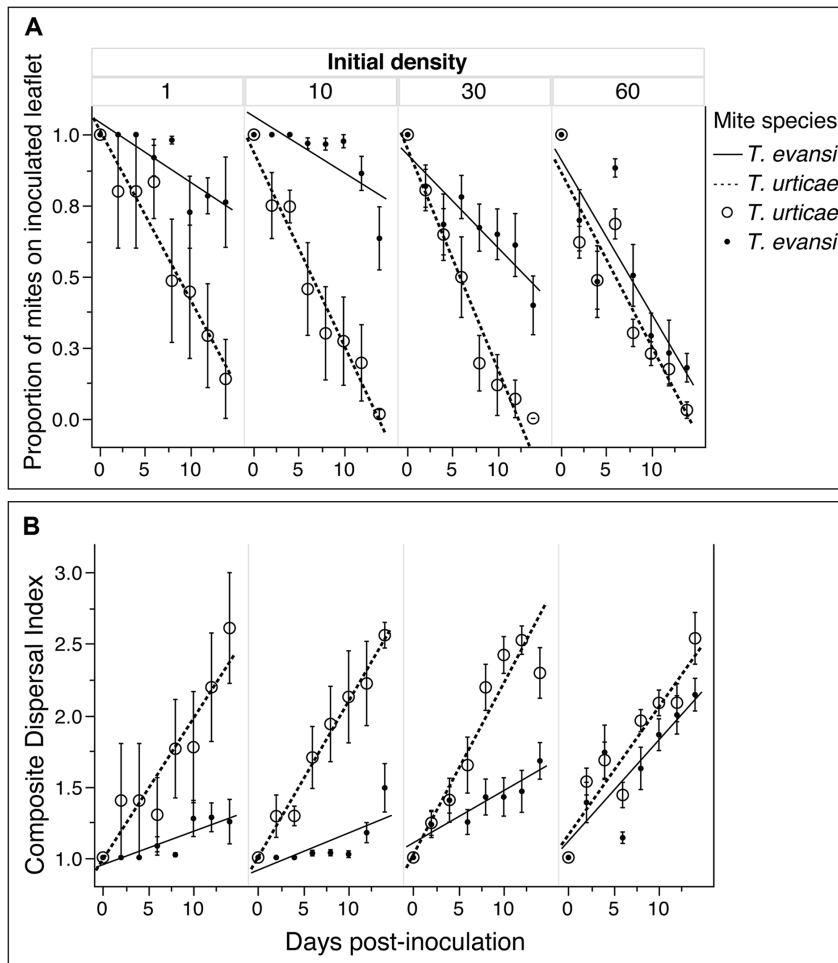 A
Initial density
1 10 30 60
Proportion of mites on inoculated leaflet
1.0
0.8
0.5
0.3
0.0
0 5 10 0 5 10 0 5 10 0 5 10
Mite species
T. evansi
T. urticae
T. urticae
T. evansi
B
Composite Dispersal Index
3.0
2.5
2.0
1.5
1.0
0 5 10 0 5 10 0 5 10 0 5 10
Days post-inoculation